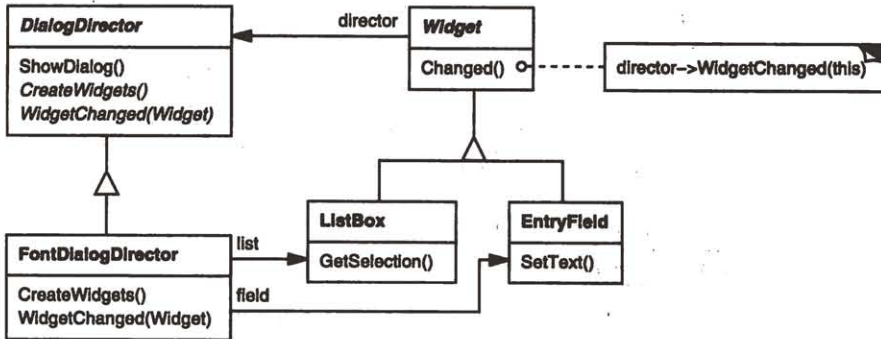 DialogDirector
director
Widget
ShowDialog()
CreateWidgets()
WidgetChanged(Widget)
Changed()
director->WidgetChanged(this)
ListBox
GetSelection()
EntryField
SetText()
FontDialogDirector
list
CreateWidgets()
WidgetChanged(Widget)
field